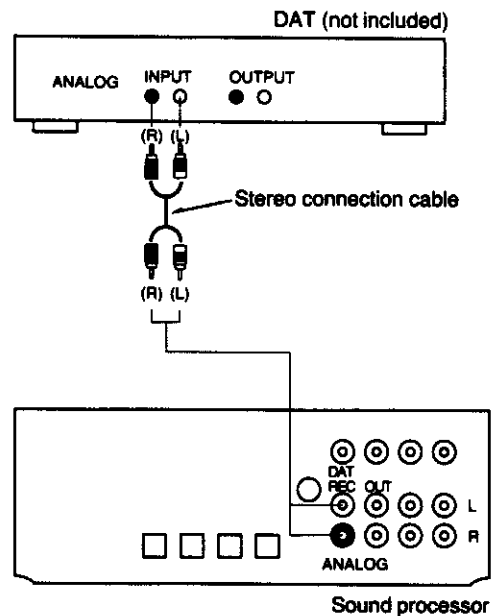 DAT (not included)
ANALOG INPUT OUTPUT
(R) (L)
Stereo connection cable
(R) (L)
DAT
REC OUT
L
R
ANALOG
Sound processor